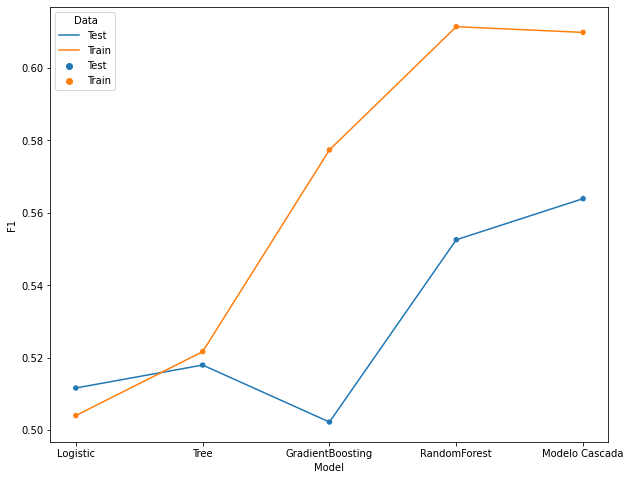 Data
Test
Train
Test
Train
0.60
0.58
0.56
0.54
0.52
0.50
F1
Logistic Tree GradientBoosting RandomForest Modelo Cascada
Model